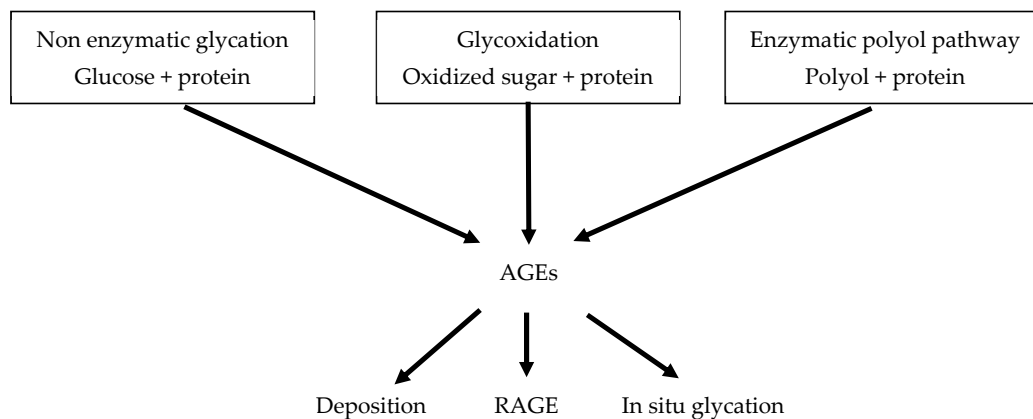 Non enzymatic glycation
Glucose + protein
Glycoxidation
Oxidized sugar + protein
Enzymatic polyol pathway
Polyol + protein
AGEs
Deposition
RAGE
In situ glycation